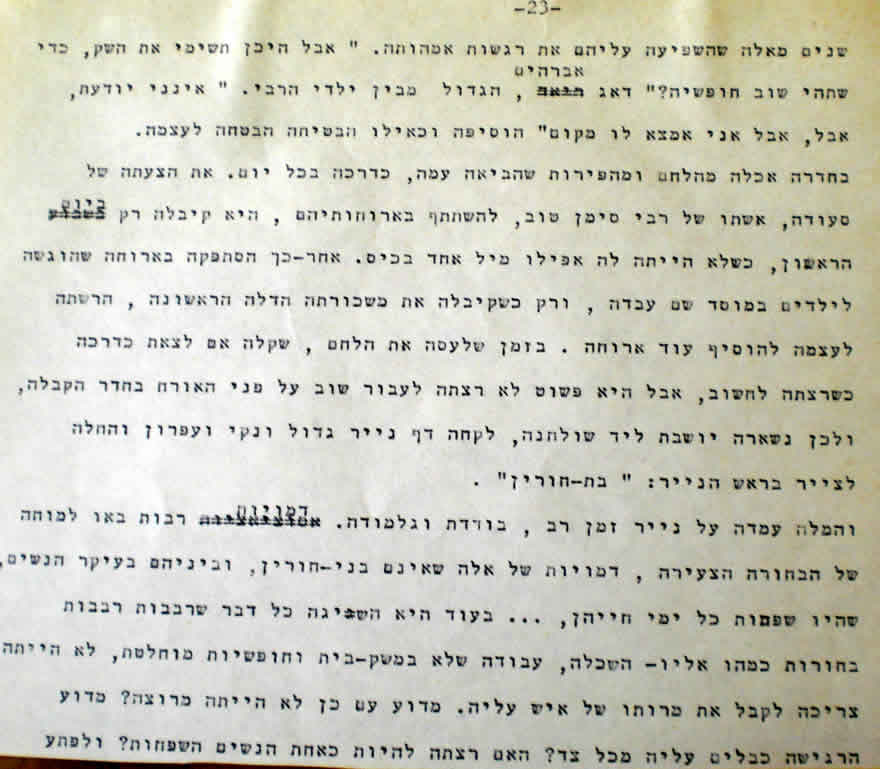 -23-
שנים מאלה שהשפיעה עליהם את רגשות אמהותה. " אבל היכן תשימי את השק, כדי
אברהים
שתהי שוב חופשיה?" דאג , הגדול מבין ילדי הרבי. " אינני יודעת,
אבל, אבל אני אמצא לו מקום" הוסיפה וכאילו הבטיחה הבטחה לעצמה.
בחדרה אכלה מהלחם ומהפירות שהביאה עמה, כדרכה בכל יום. את הצעתה של
ביום
סעודה, אשתו של רבי סימן טוב, להשתתף בארוחותיהם , היא קיבלה רק בשבוע
הראשון, כשלא הייתה לה אפילו מיל אחד בכיס. אחר-כך הסתפקה בארוחה שהוגשה
לילדים במוסד שם עבדה , ורק כשקיבלה את משכורתה הדלה הראשונה , הרשתה
לעצמה להוסיף עוד ארוחה . בזמן שלעסה את הלחם , שקלה אם לצאת כדרכה
כשרצתה לחשוב, אבל היא פשוט לא רצתה לעבור שוב על פני האורח בחדר הקבלה,
ולכן נשארה יושבת ליד שולחנה, לקחה דף נייר גדול ונקי ועפרון והחלה
לצייר בראש הנייר: " בת-חורין" .
דמויות
והמלה עמדה על נייר זמן רב , בודדת וגלמודה. אסוציאציות רבות באו למוחה
של הבחורה הצעירה , דמויות של אלה שאינם בני-חורין, וביניהם בעיקר הנשים,
שהיו שפחות כל ימי חייהן, ... בעוד היא השיגה כל דבר שרבבות רבבות
בחורות כמהו אליו- השכלה, עבודה שלא במשק-בית וחופשיות מוחלטת, לא הייתה
צריכה לקבל את מרותו של איש עליה. מדוע עם כן לא הייתה מרוצה? מדוע
הרגישה כבלים עליה מכל צד? האם רצתה להיות כאחת הנשים השפחות? ולפתע